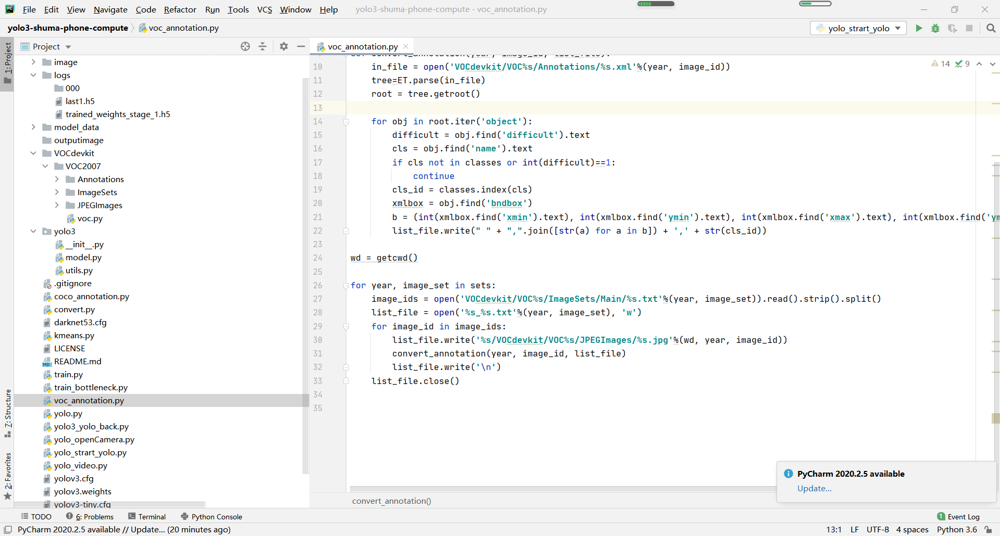 File Edit View Navigate Code Refactor Run Tools VCS Window Help yolo3-shuma-phone-compute - voc_annotation.py
yolo3-shuma-phone-compute voc_annotation.py yolo_strart_yolo
1: Project
Project
voc_annotation.py
image
logs
000
last1.h5
trained_weights_stage_1.h5
model_data
outputimage
VOCdevkit
VOC2007
Annotations
ImageSets
JPEGImages
voc.py
yolo3
__init__.py
model.py
utils.py
.gitignore
coco_annotation.py
convert.py
darknet53.cfg
kmeans.py
LICENSE
README.md
train.py
train_bottleneck.py
voc_annotation.py
yolo.py
yolo3_yolo_back.py
yolo_openCamera.py
yolo_strart_yolo.py
yolo_video.py
yolov3.cfg
yolov3.weights
yolov3-tiny.cfg
7: Structure
2: Favorites
14 9
def convert_annotation(year, image_id, list_file):
10 in_file = open('VOCdevkit/VOC%s/Annotations/%s.xml'%(year, image_id))
11 tree=ET.parse(in_file)
12 root = tree.getroot()
13
14 for obj in root.iter('object'):
15 difficult = obj.find('difficult').text
16 cls = obj.find('name').text
17 if cls not in classes or int(difficult)==1:
18 continue
19 cls_id = classes.index(cls)
20 xmlbox = obj.find('bndbox')
21 b = (int(xmlbox.find('xmin').text), int(xmlbox.find('ymin').text), int(xmlbox.find('xmax').text), int(xmlbox.find('ym
22 list_file.write(" " + ",".join([str(a) for a in b]) + ',' + str(cls_id))
23
24 wd = getcwd()
25
26 for year, image_set in sets:
27 image_ids = open('VOCdevkit/VOC%s/ImageSets/Main/%s.txt'%(year, image_set)).read().strip().split()
28 list_file = open('%s_%s.txt'%(year, image_set), 'w')
29 for image_id in image_ids:
30 list_file.write('%s/VOCdevkit/VOC%s/JPEGImages/%s.jpg'%(wd, year, image_id))
31 convert_annotation(year, image_id, list_file)
32 list_file.write('\n')
33 list_file.close()
34
35
PyCharm 2020.2.5 available
Update...
convert_annotation()
TODO 6: Problems Terminal Python Console 1 Event Log
PyCharm 2020.2.5 available // Update... (20 minutes ago) 13:1 LF UTF-8 4 spaces Python 3.6